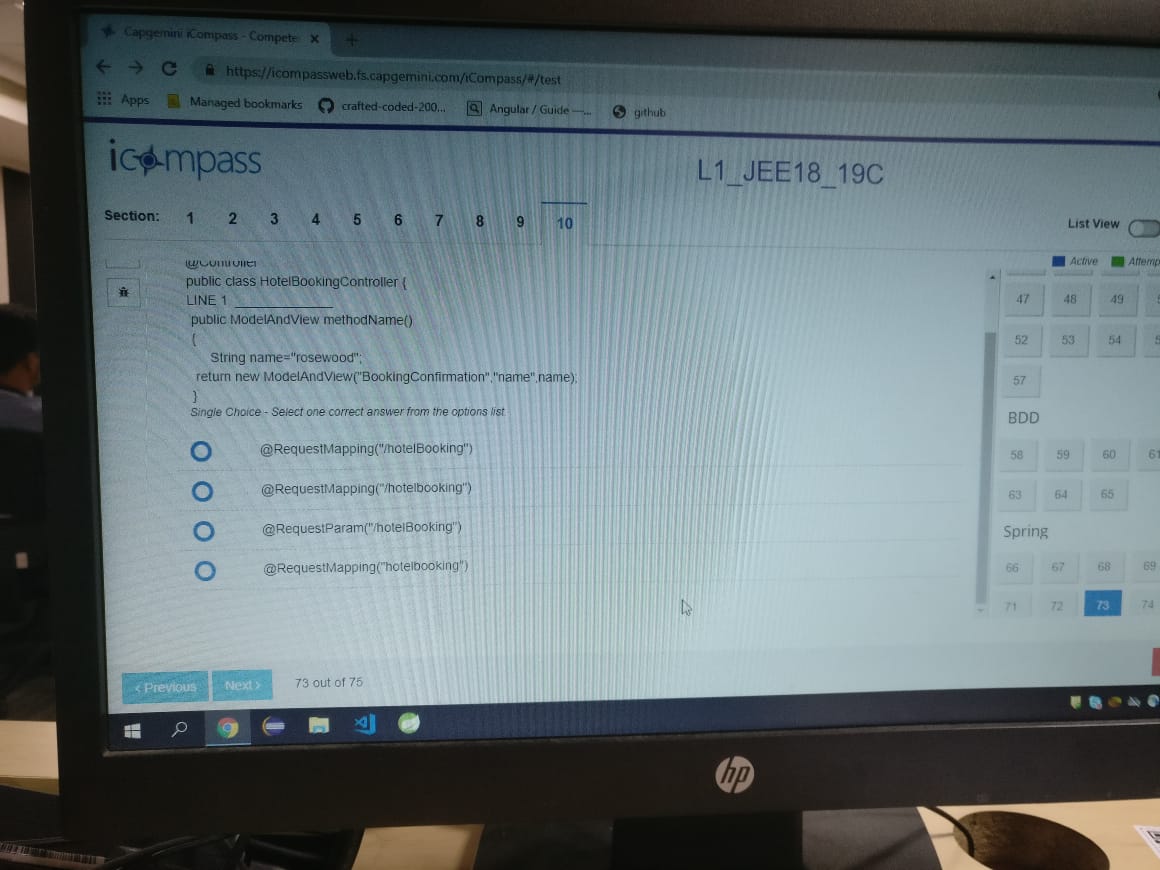 Capgemini iCompass - Compete
https://icompassweb.fs.capgemini.com/iCompass/#/test
Apps Managed bookmarks crafted-coded-200... Angular / Guide —... github
icompass
L1_JEE18_19C
Section: 1 2 3 4 5 6 7 8 9 10
List View
Active Attemp
@Controller
public class HotelBookingController {
LINE 1 _______________
public ModelAndView methodName()
{
String name="rosewood";
return new ModelAndView("BookingConfirmation","name",name);
}
Single Choice - Select one correct answer from the options list
@RequestMapping("/hotelBooking")
@RequestMapping("/hotelbooking")
@RequestParam("/hotelBooking")
@RequestMapping("hotelbooking")
47 48 49
52 53 54
57
BDD
58 59 60 61
63 64 65
Spring
66 67 68 69
71 72 73 74
< Previous Next > 73 out of 75
hp